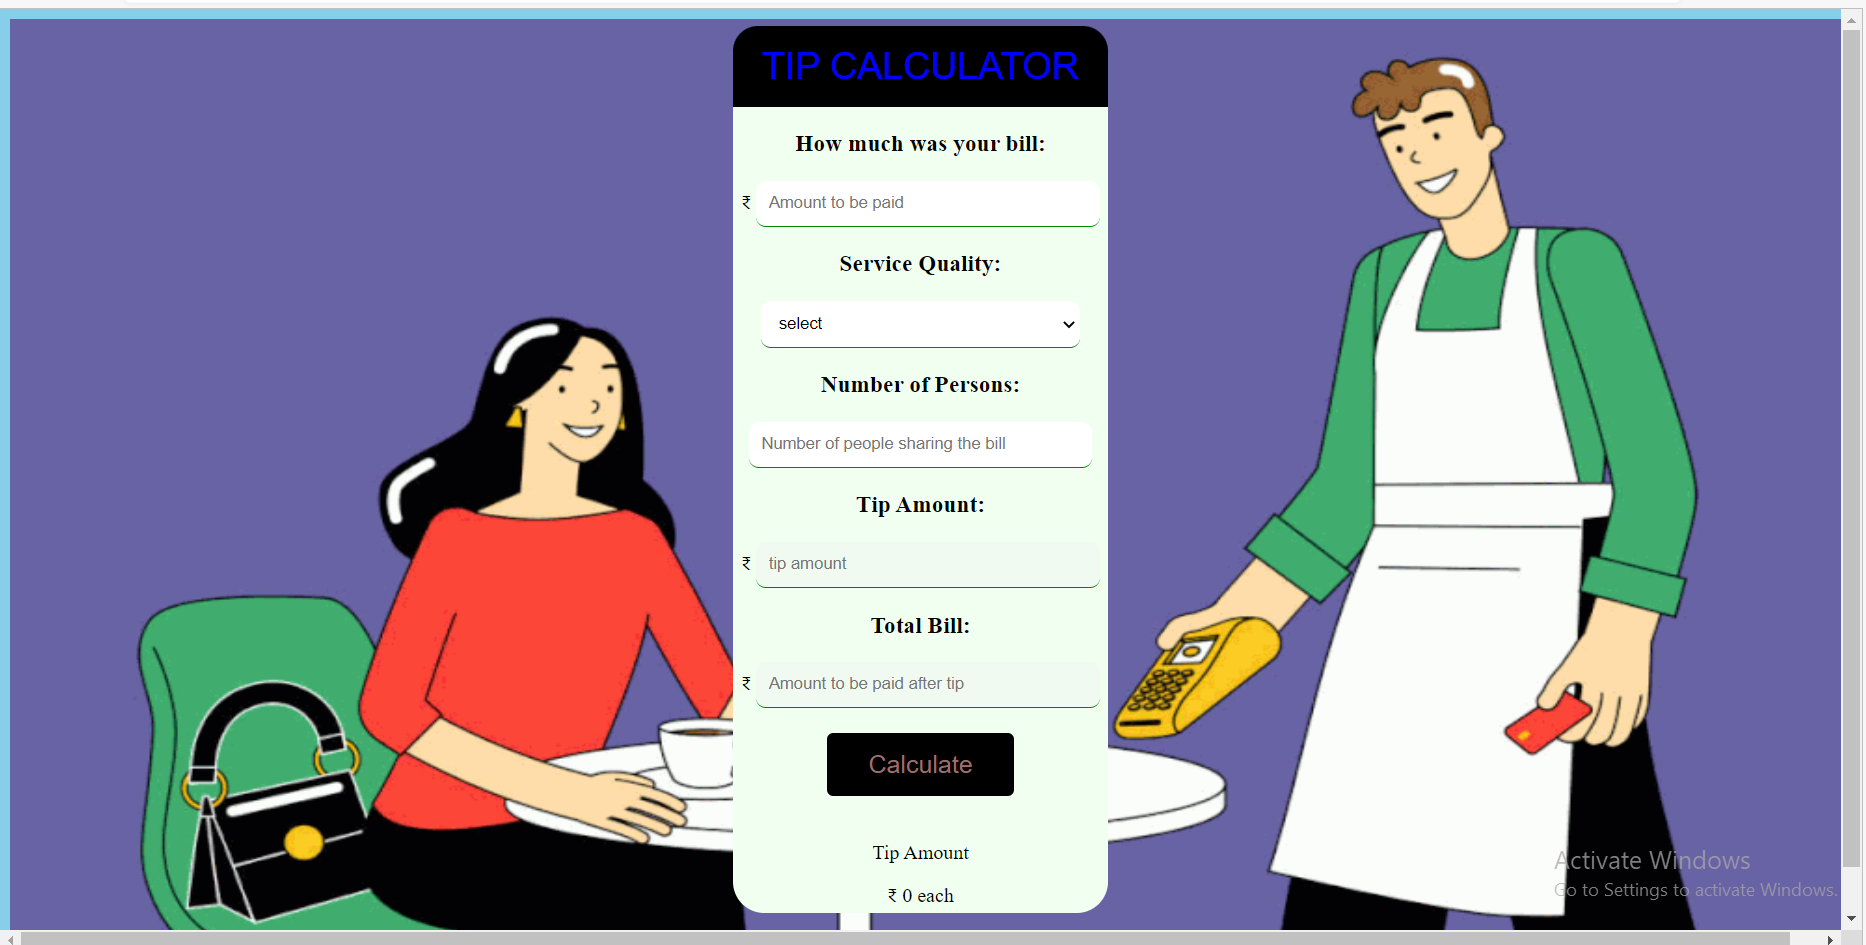 TIP CALCULATOR
How much was your bill:
₹ Amount to be paid
Service Quality:
select
Number of Persons:
Number of people sharing the bill
Tip Amount:
₹ tip amount
Total Bill:
₹ Amount to be paid after tip
Calculate
Tip Amount
₹ 0 each
Activate Windows
Go to Settings to activate Windows.